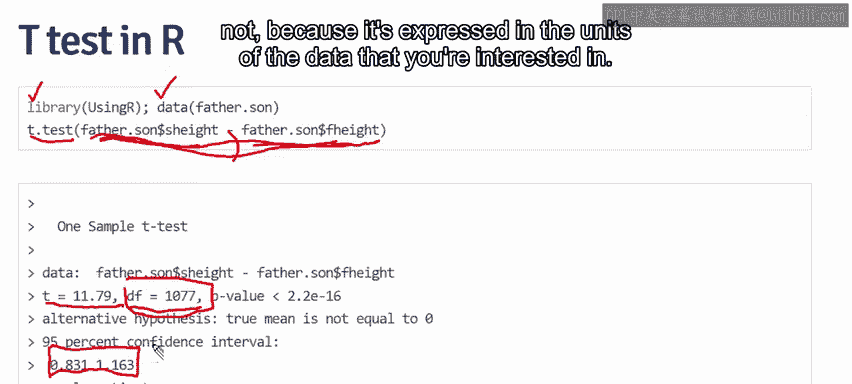 T test in R
not, because it's expressed in the units
of the data that you're interested in.
library(UsingR); data(father.son)
t.test(father.son$sheight - father.son$fheight)
>
>   One Sample t-test
>
> data:  father.son$sheight - father.son$fheight
> t = 11.79, df = 1077, p-value < 2.2e-16
> alternative hypothesis: true mean is not equal to 0
> 95 percent confidence interval:
>  0.831 1.163